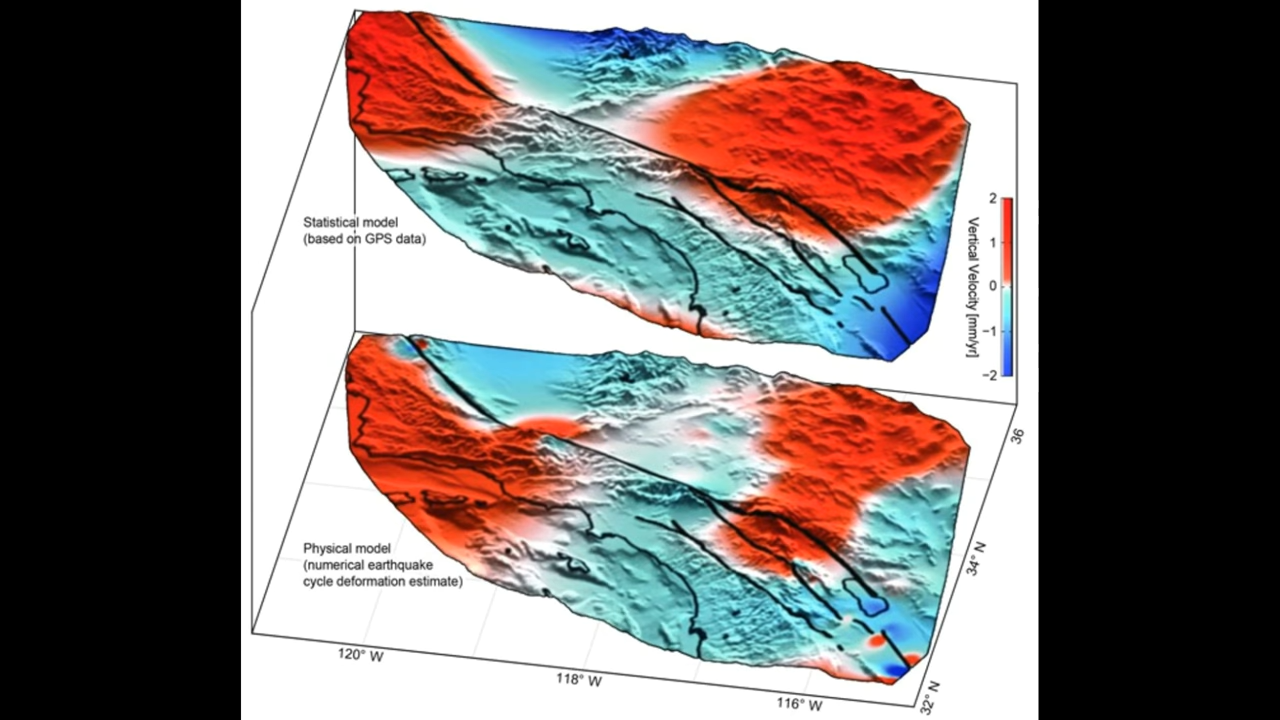 Statistical model
(based on GPS data)
2
1
0
−1
−2
Vertical Velocity [mm/yr]
36
Physical model
(numerical earthquake
cycle deformation estimate)
34° N
32° N
120° W
118° W
116° W